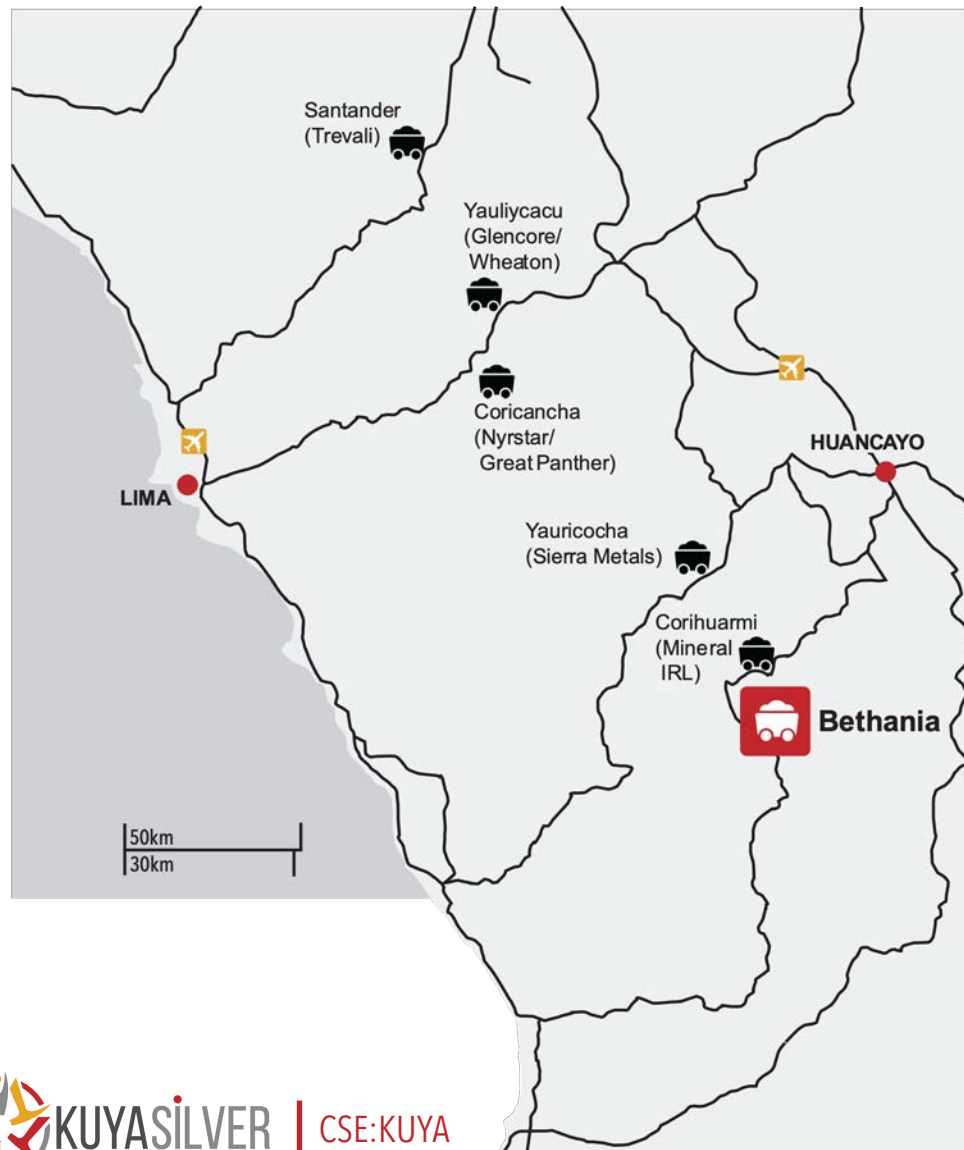 Santander
(Trevali)
Yauliycacu
(Glencore/
Wheaton)
Coricancha
(Nyrstar/
Great Panther)
HUANCAYO
LIMA
Yauricocha
(Sierra Metals)
Corihuarmi
(Mineral
IRL)
Bethania
50km
30km
KUYASILVER | CSE:KUYA